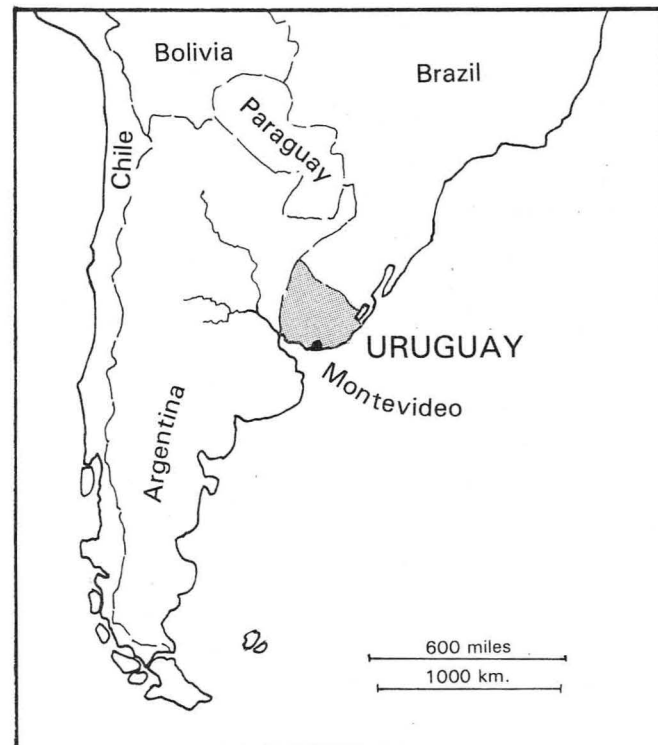 Bolivia
Brazil
Paraguay
Chile
URUGUAY
Montevideo
Argentina
600 miles
1000 km.